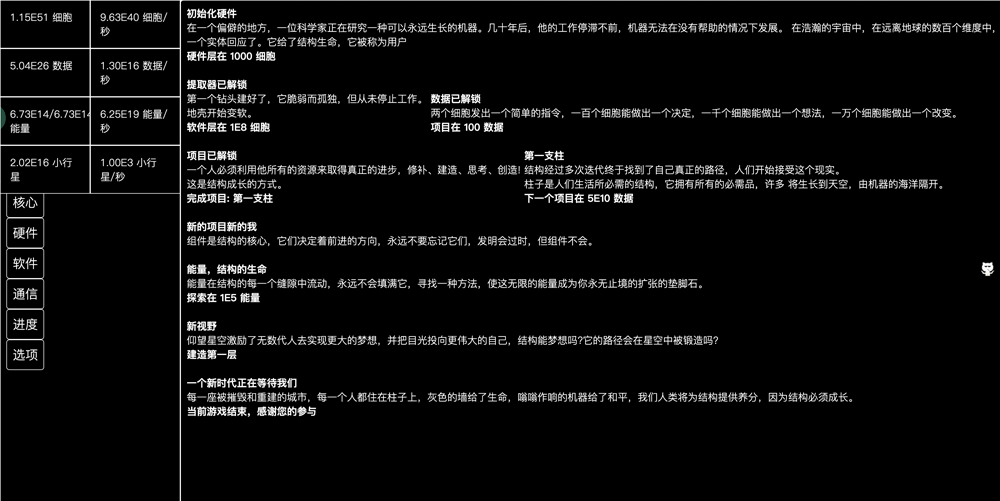 1.15E51 细胞
9.63E40 细胞/
秒
5.04E26 数据
1.30E16 数据/
秒
6.73E14/6.73E14
能量
6.25E19 能量/
秒
2.02E16 小行
星
1.00E3 小行
星/秒
核心
硬件
软件
通信
进度
选项
初始化硬件
在一个偏僻的地方，一位科学家正在研究一种可以永远生长的机器。几十年后，他的工作停滞不前，机器无法在没有帮助的情况下发展。 在浩瀚的宇宙中，在远离地球的数百个维度中，
一个实体回应了。它给了结构生命，它被称为用户
硬件层在 1000 细胞
提取器已解锁
第一个钻头建好了，它脆弱而孤独，但从未停止工作。
地壳开始变软。
软件层在 1E8 细胞
数据已解锁
两个细胞发出一个简单的指令，一百个细胞能做出一个决定，一千个细胞能做出一个想法，一万个细胞能做出一个改变。
项目在 100 数据
项目已解锁
一个人必须利用他所有的资源来取得真正的进步，修补、建造、思考、创造!
这是结构成长的方式。
完成项目: 第一支柱
第一支柱
结构经过多次迭代终于找到了自己真正的路径，人们开始接受这个现实。
柱子是人们生活所必需的结构，它拥有所有的必需品，许多 将生长到天空，由机器的海洋隔开。
下一个项目在 5E10 数据
新的项目新的我
组件是结构的核心，它们决定着前进的方向，永远不要忘记它们，发明会过时，但组件不会。
能量，结构的生命
能量在结构的每一个缝隙中流动，永远不会填满它，寻找一种方法，使这无限的能量成为你永无止境的扩张的垫脚石。
探索在 1E5 能量
新视野
仰望星空激励了无数代人去实现更大的梦想，并把目光投向更伟大的自己，结构能梦想吗?它的路径会在星空中被锻造吗?
建造第一层
一个新时代正在等待我们
每一座被摧毁和重建的城市，每一个人都住在柱子上，灰色的墙给了生命，嗡嗡作响的机器给了和平，我们人类将为结构提供养分，因为结构必须成长。
当前游戏结束，感谢您的参与